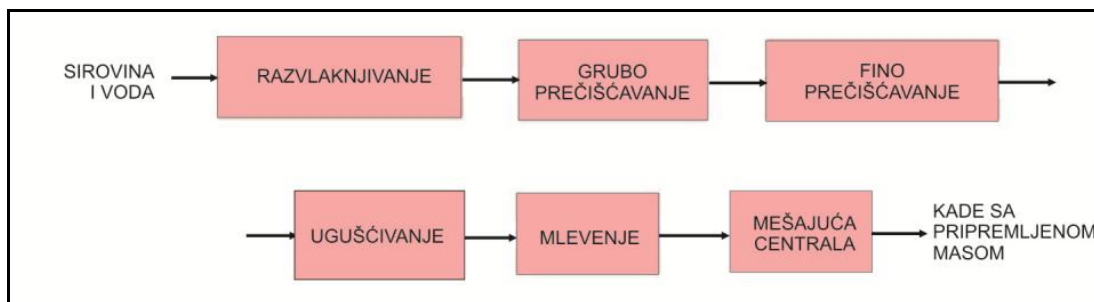 SIROVINA
I VODA
RAZVLAKNJIVANJE
GRUBO
PREČIŠĆAVANJE
FINO
PREČIŠĆAVANJE
UGUŠĆIVANJE
MLEVENJE
MEŠAJUĆA
CENTRALA
KADE SA
PRIPREMLJENOM
MASOM